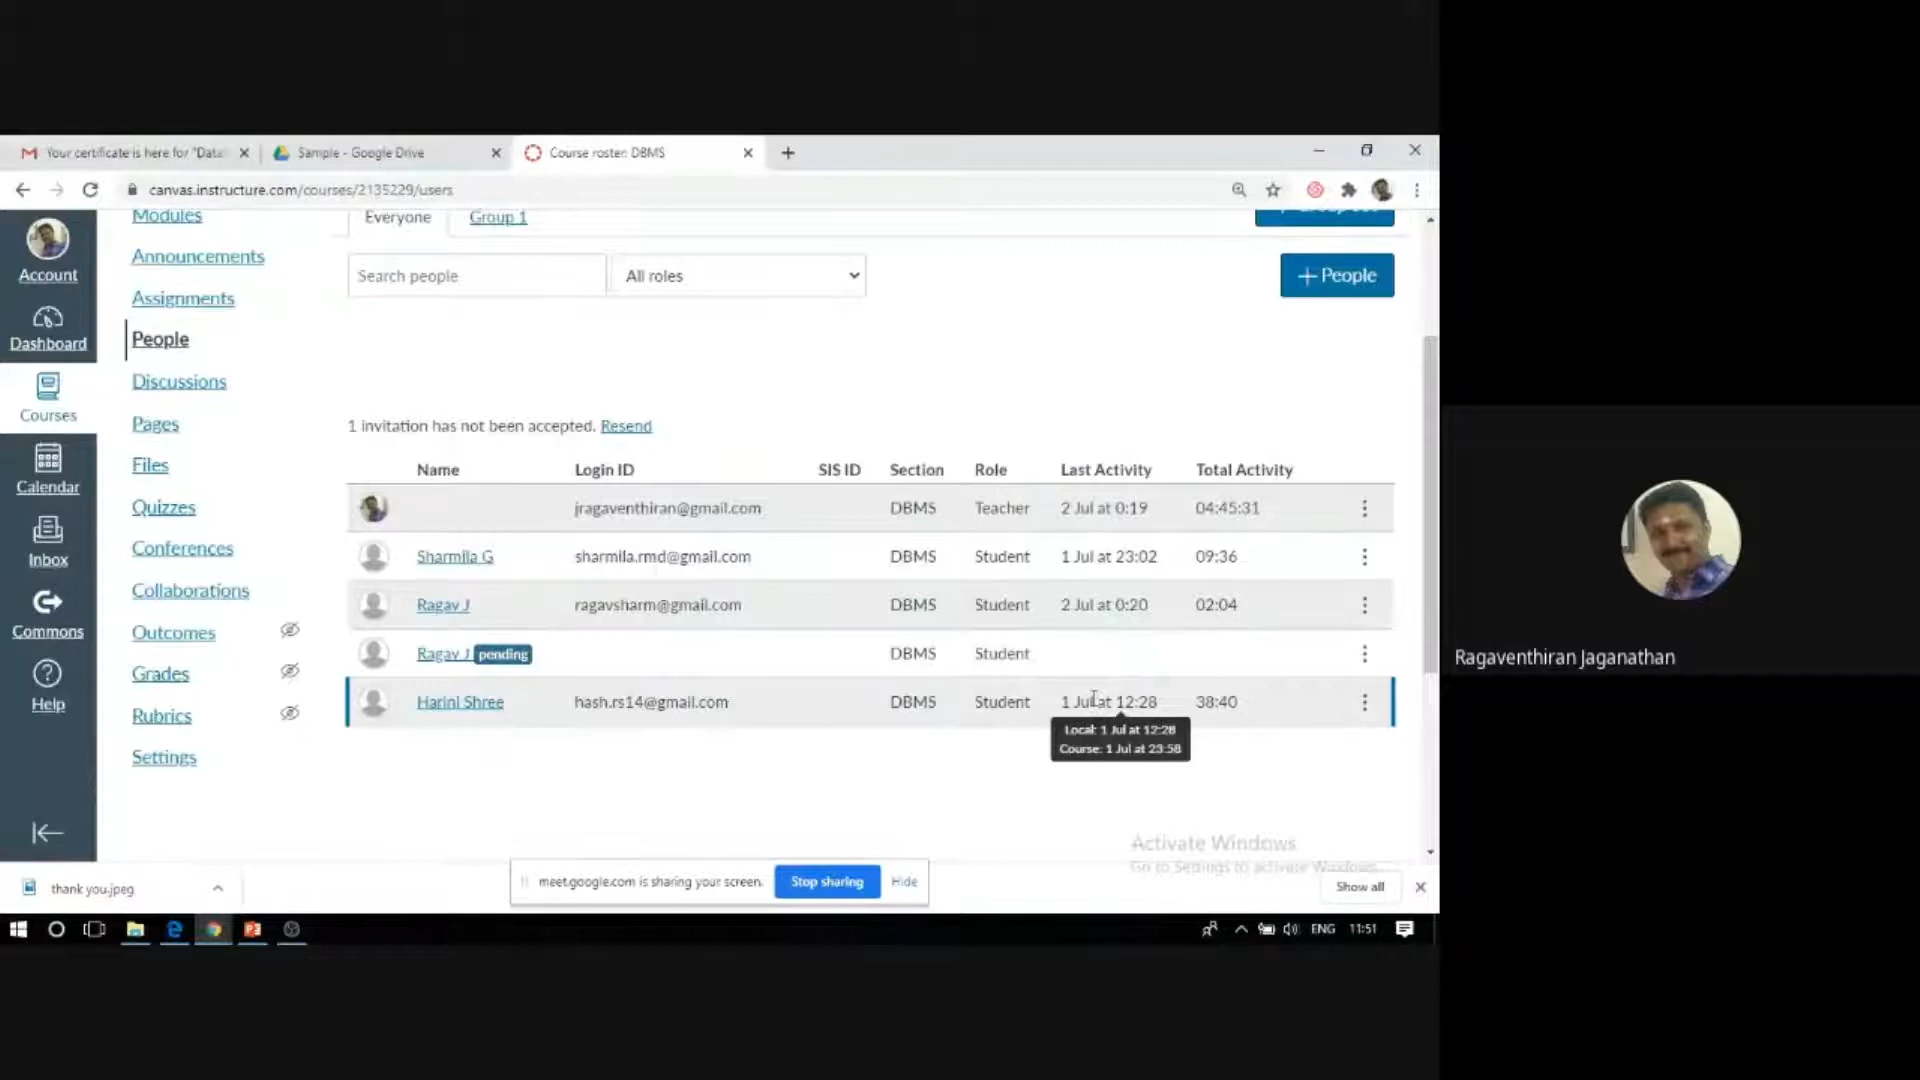 Your certificate is here for "Data
Sample - Google Drive
Course roster: DBMS
canvas.instructure.com/courses/2135229/users
Account
Dashboard
Courses
Calendar
Inbox
Commons
Help
Modules
Announcements
Assignments
People
Discussions
Pages
Files
Quizzes
Conferences
Collaborations
Outcomes
Grades
Rubrics
Settings
Everyone Group 1
Search people All roles + People
1 invitation has not been accepted. Resend
Name Login ID SIS ID Section Role Last Activity Total Activity
jragaventhiran@gmail.com DBMS Teacher 2 Jul at 0:19 04:45:31
Sharmila G sharmila.rmd@gmail.com DBMS Student 1 Jul at 23:02 09:36
Ragav J ragavsharm@gmail.com DBMS Student 2 Jul at 0:20 02:04
Ragav J pending DBMS Student
Harini Shree hash.rs14@gmail.com DBMS Student 1 Jul at 12:28 38:40
Local: 1 Jul at 12:28
Course: 1 Jul at 23:58
Activate Windows
Go to Settings to activate Windows.
thank you.jpeg
meet.google.com is sharing your screen. Stop sharing Hide
Show all
ENG 11:51
Ragaventhiran Jaganathan